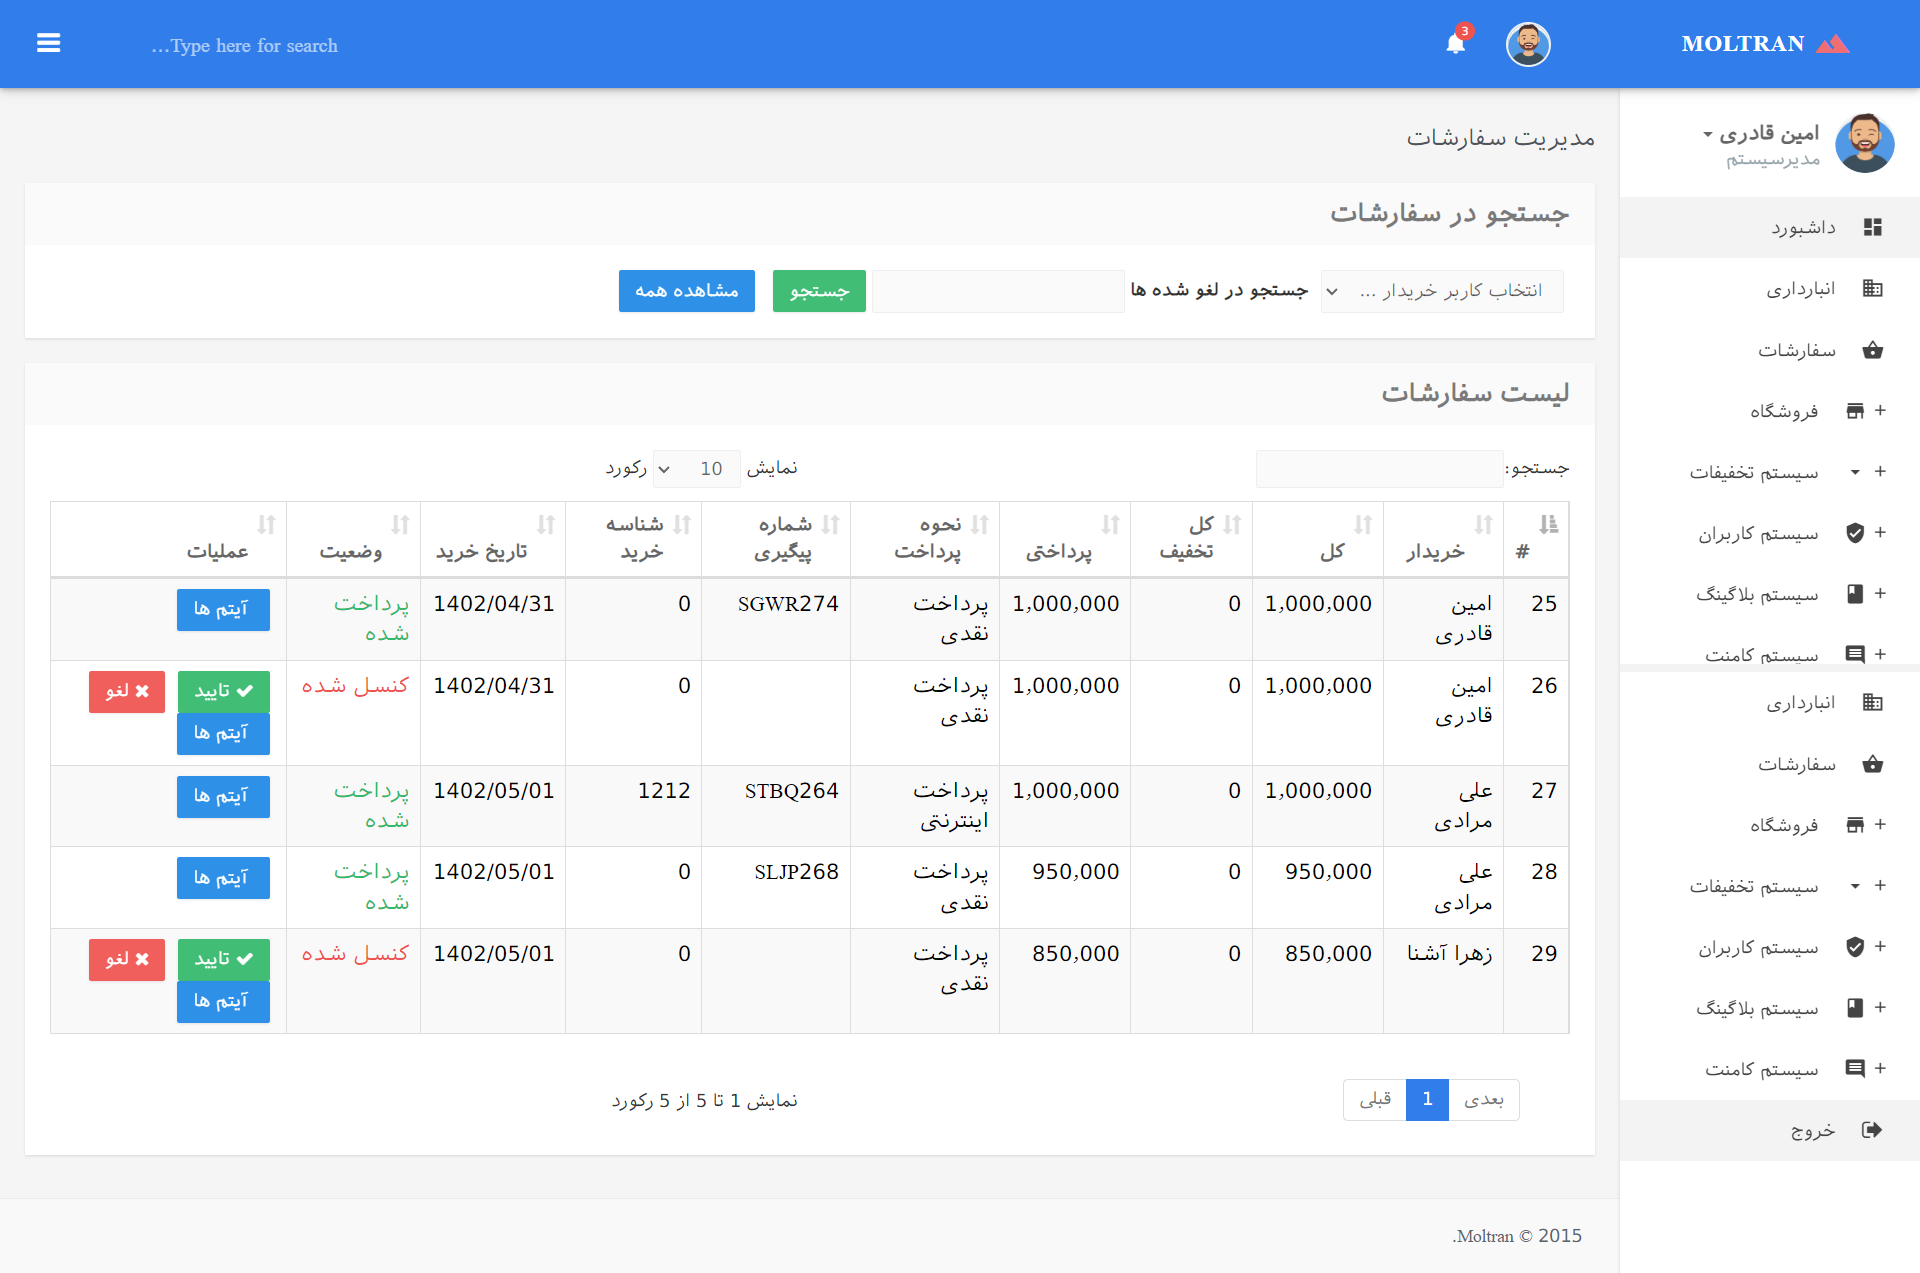 MOLTRAN
3
Type here for search...
امین قادری
مدیرسیستم
داشبورد
انبارداری
سفارشات
+ فروشگاه
+ سیستم تخفیفات
+ سیستم کاربران
+ سیستم بلاگینگ
+ سیستم کامنت
انبارداری
سفارشات
+ فروشگاه
+ سیستم تخفیفات
+ سیستم کاربران
+ سیستم بلاگینگ
+ سیستم کامنت
خروج
مدیریت سفارشات
جستجو در سفارشات
انتخاب کاربر خریدار ... جستجو در لغو شده ها جستجو مشاهده همه
لیست سفارشات
جستجو: نمایش 10 رکورد
# خریدار کل کل تخفیف پرداختی نحوه پرداخت شماره پیگیری شناسه خرید تاریخ خرید وضعیت عملیات
25 امین قادری 1,000,000 0 1,000,000 پرداخت نقدی SGWR274 0 1402/04/31 پرداخت شده آیتم ها
26 امین قادری 1,000,000 0 1,000,000 پرداخت نقدی 0 1402/04/31 کنسل شده تایید لغو آیتم ها
27 علی مرادی 1,000,000 0 1,000,000 پرداخت اینترنتی STBQ264 1212 1402/05/01 پرداخت شده آیتم ها
28 علی مرادی 950,000 0 950,000 پرداخت نقدی SLJP268 0 1402/05/01 پرداخت شده آیتم ها
29 زهرا آشنا 850,000 0 850,000 پرداخت نقدی 0 1402/05/01 کنسل شده تایید لغو آیتم ها
بعدی 1 قبلی
نمایش 1 تا 5 از 5 رکورد
2015 © Moltran.